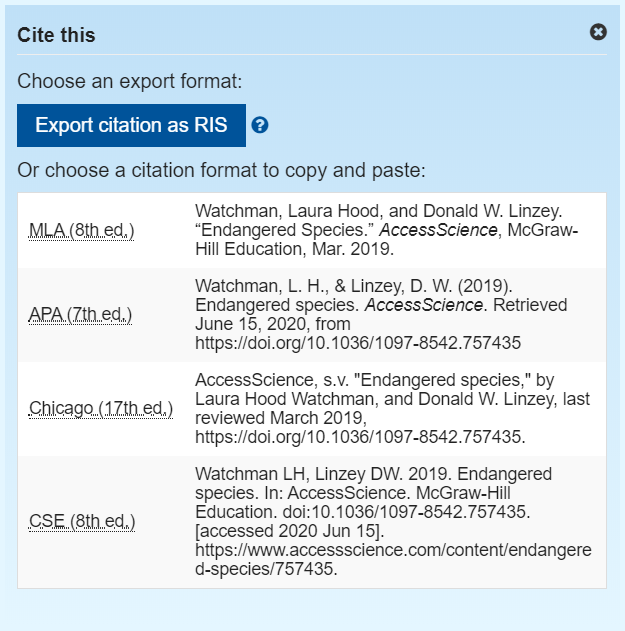 Cite this
Choose an export format:
Export citation as RIS
Or choose a citation format to copy and paste:
MLA (8th ed.)
Watchman, Laura Hood, and Donald W. Linzey.
“Endangered Species.” AccessScience, McGraw-
Hill Education, Mar. 2019.
APA (7th ed.)
Watchman, L. H., & Linzey, D. W. (2019).
Endangered species. AccessScience. Retrieved
June 15, 2020, from
https://doi.org/10.1036/1097-8542.757435
Chicago (17th ed.)
AccessScience, s.v. "Endangered species," by
Laura Hood Watchman, and Donald W. Linzey, last
reviewed March 2019,
https://doi.org/10.1036/1097-8542.757435.
CSE (8th ed.)
Watchman LH, Linzey DW. 2019. Endangered
species. In: AccessScience. McGraw-Hill
Education. doi:10.1036/1097-8542.757435.
[accessed 2020 Jun 15].
https://www.accessscience.com/content/endangere
d-species/757435.